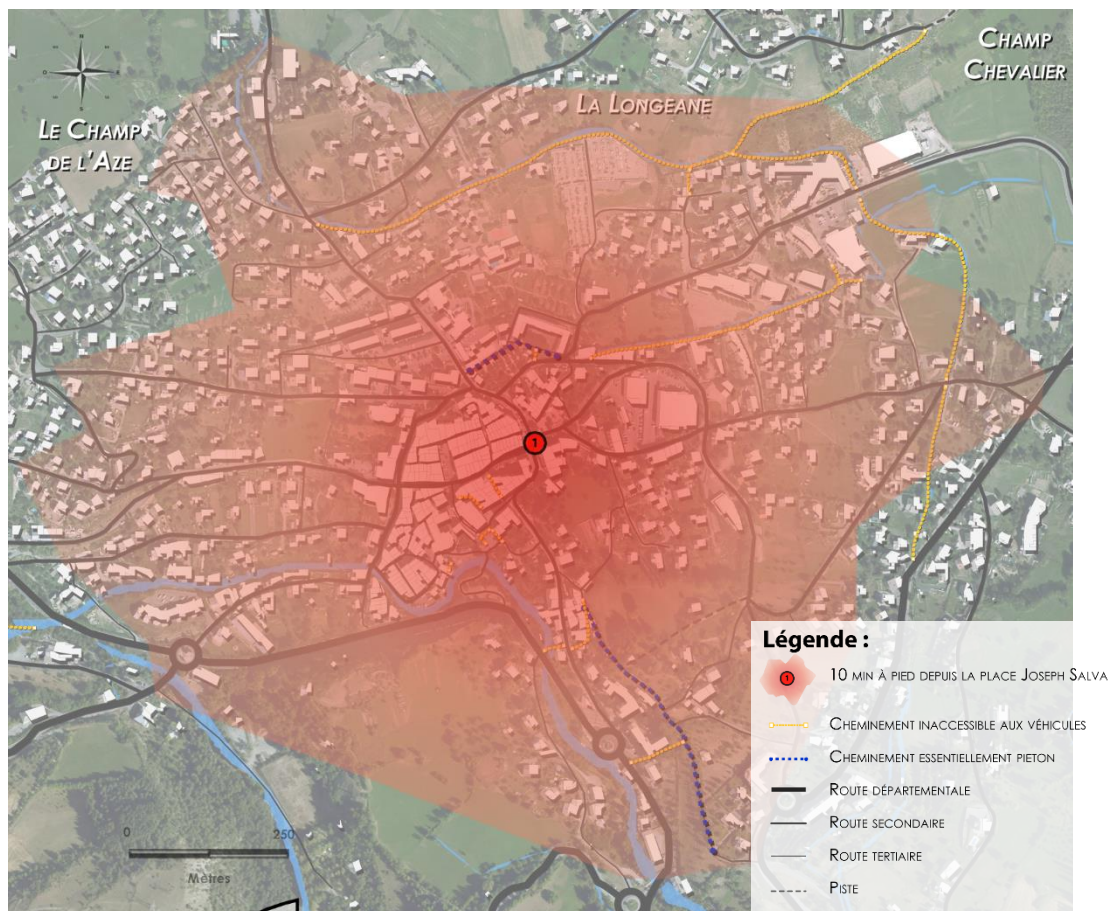 CHAMP
CHEVALIER
LA LONGEANE
LE CHAMP
DE L'AZE
1
0 250
Mètres
Légende :
1 10 MIN À PIED DEPUIS LA PLACE JOSEPH SALVA
CHEMINEMENT INACCESSIBLE AUX VÉHICULES
CHEMINEMENT ESSENTIELLEMENT PIETON
ROUTE DÉPARTEMENTALE
ROUTE SECONDAIRE
ROUTE TERTIAIRE
PISTE